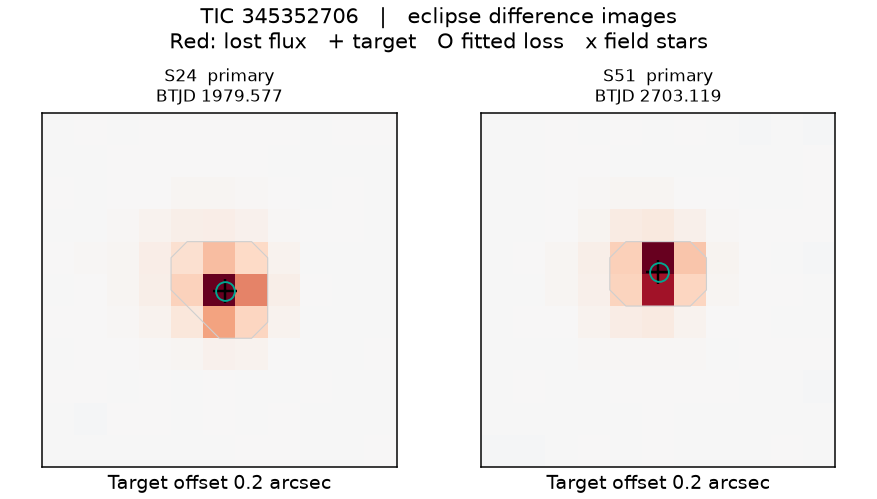 TIC 345352706   |   eclipse difference images
Red: lost flux   + target   O fitted loss   x field stars
S24  primary
BTJD 1979.577
S51  primary
BTJD 2703.119
Target offset 0.2 arcsec
Target offset 0.2 arcsec